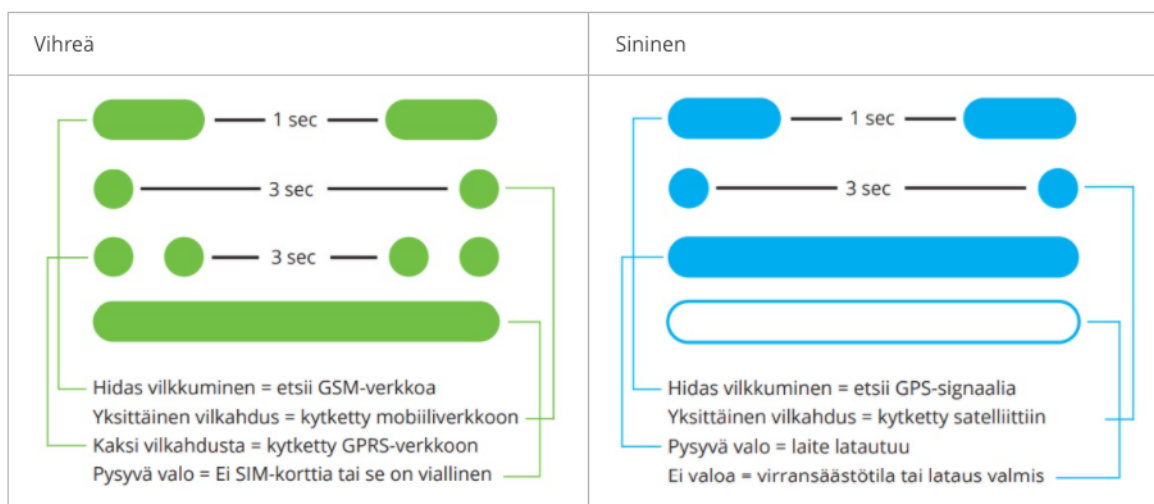 Vihreä
Sininen
1 sec
3 sec
3 sec
Hidas vilkkuminen = etsii GSM-verkkoa
Yksittäinen vilkahdus = kytketty mobiiliverkkoon
Kaksi vilkahdusta = kytketty GPRS-verkkoon
Pysyvä valo = Ei SIM-korttia tai se on viallinen
1 sec
3 sec
Hidas vilkkuminen = etsii GPS-signaalia
Yksittäinen vilkahdus = kytketty satelliittiin
Pysyvä valo = laite latautuu
Ei valoa = virransäästötila tai lataus valmis